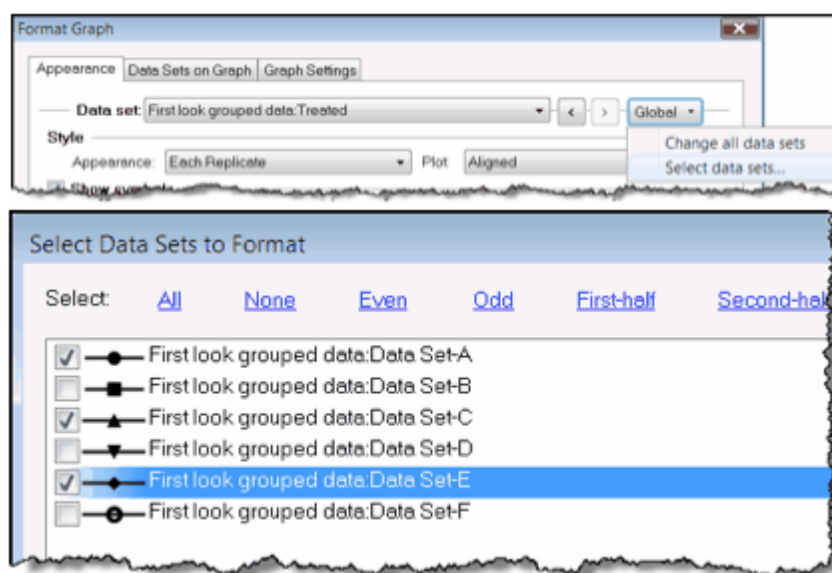 Format Graph
Appearance Data Sets on Graph Graph Settings
Data set: First look grouped data:Treated < > Global
Style
Change all data sets
Appearance: Each Replicate Plot Aligned
Select data sets...
Show
Select Data Sets to Format
Select: All None Even Odd First-half Second-hal
First look grouped data:Data Set-A
First look grouped data:Data Set-B
First look grouped data:Data Set-C
First look grouped data:Data Set-D
First look grouped data:Data Set-E
First look grouped data:Data Set-F